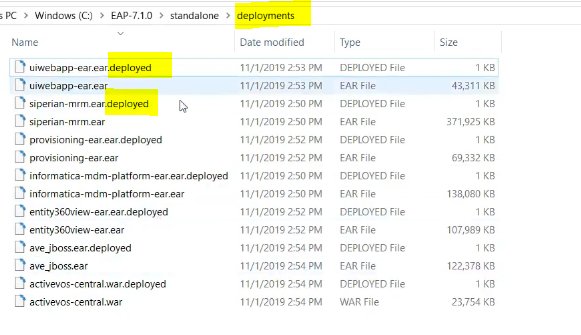 s PC > Windows (C:) > EAP-7.1.0 > standalone > deployments
Name Date modified Type Size
uiwebapp-ear.ear.deployed 11/1/2019 2:53 PM DEPLOYED File 1 KB
uiwebapp-ear.ear 11/1/2019 2:53 PM EAR File 43,311 KB
siperian-mrm.ear.deployed 11/1/2019 2:50 PM DEPLOYED File 1 KB
siperian-mrm.ear 11/1/2019 2:50 PM EAR File 371,925 KB
provisioning-ear.ear.deployed 11/1/2019 2:52 PM DEPLOYED File 1 KB
provisioning-ear.ear 11/1/2019 2:52 PM EAR File 69,332 KB
informatica-mdm-platform-ear.ear.deployed 11/1/2019 2:50 PM DEPLOYED File 1 KB
informatica-mdm-platform-ear.ear 11/1/2019 2:50 PM EAR File 138,080 KB
entity360view-ear.ear.deployed 11/1/2019 2:52 PM DEPLOYED File 1 KB
entity360view-ear.ear 11/1/2019 2:52 PM EAR File 107,989 KB
ave_jboss.ear.deployed 11/1/2019 2:54 PM DEPLOYED File 1 KB
ave_jboss.ear 11/1/2019 2:54 PM EAR File 122,378 KB
activevos-central.war.deployed 11/1/2019 2:54 PM DEPLOYED File 1 KB
activevos-central.war 11/1/2019 2:54 PM WAR File 23,754 KB